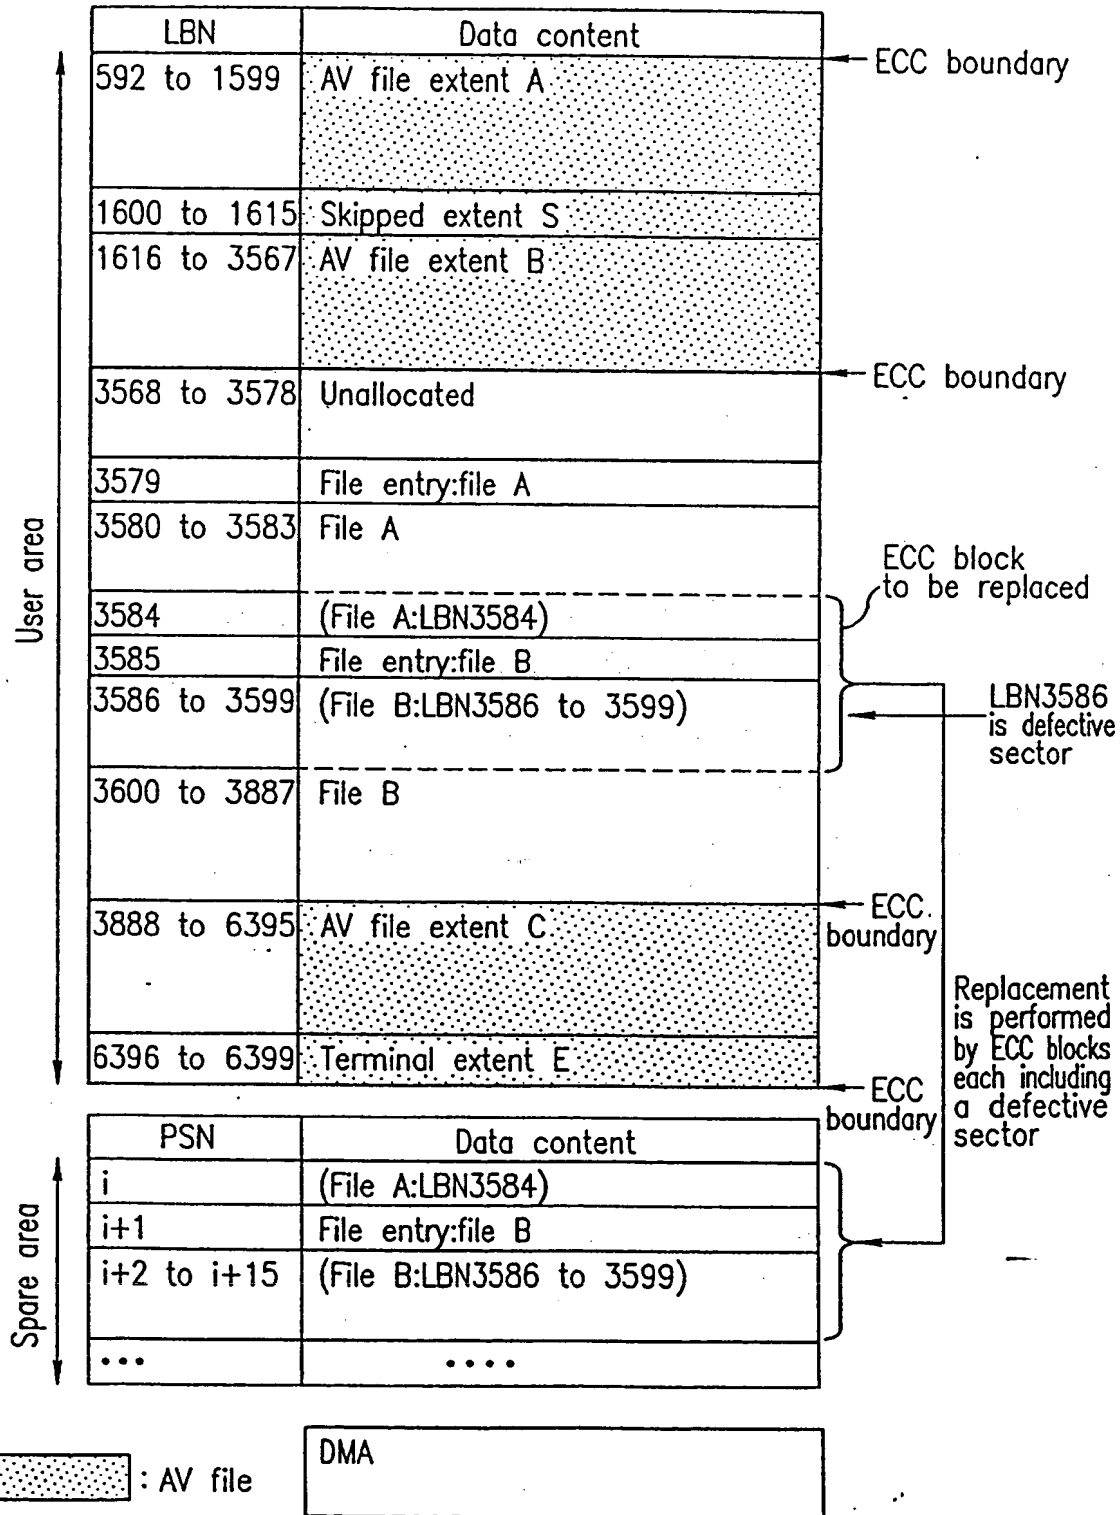 LBN Data content
ECC boundary
592 to 1599 AV file extent A
1600 to 1615 Skipped extent S
1616 to 3567 AV file extent B
ECC boundary
3568 to 3578 Unallocated
3579 File entry:file A
3580 to 3583 File A
ECC block
to be replaced
3584 (File A:LBN3584)
3585 File entry:file B
3586 to 3599 (File B:LBN3586 to 3599)
LBN3586
is defective
sector
3600 to 3887 File B
User area
ECC
boundary
3888 to 6395 AV file extent C
Replacement
is performed
by ECC blocks
each including
a defective
sector
6396 to 6399 Terminal extent E
ECC
boundary
PSN Data content
i (File A:LBN3584)
i+1 File entry:file B
i+2 to i+15 (File B:LBN3586 to 3599)
••• ••••
Spare area
: AV file
DMA